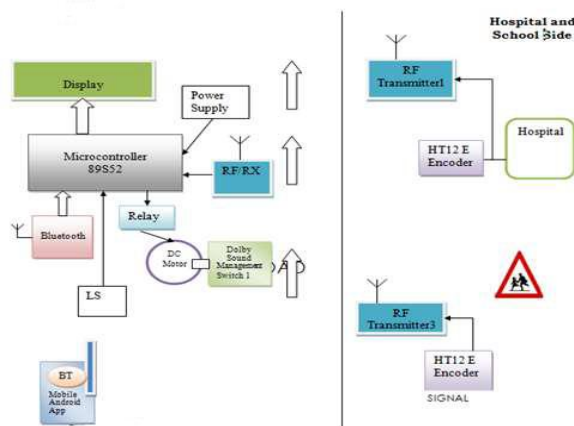 Display
Power
Supply
Microcontroller
89S52
RF/RX
Relay
Bluetooth
DC
Motor
Dolby
Sound
Management
Switch 1
LS
BT
Mobile
Android
App
Hospital and
School Side
RF
Transmitter1
Hospital
HT12 E
Encoder
RF
Transmitter3
HT12 E
Encoder
SIGNAL